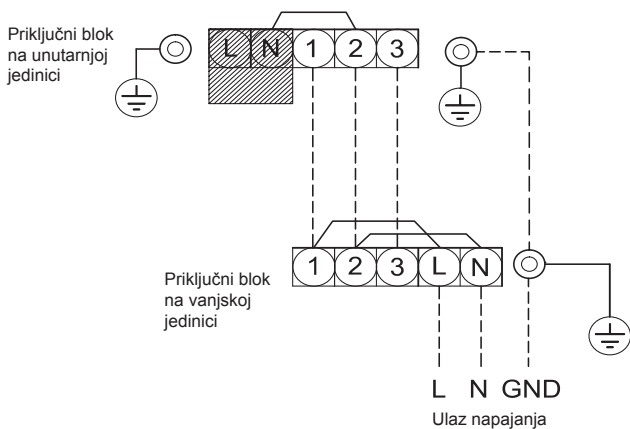 Priključni blok
na unutarnjoj
jedinici
L N 1 2 3
1 2 3 L N
Priključni blok
na vanjskoj
jedinici
L N GND
Ulaz napajanja